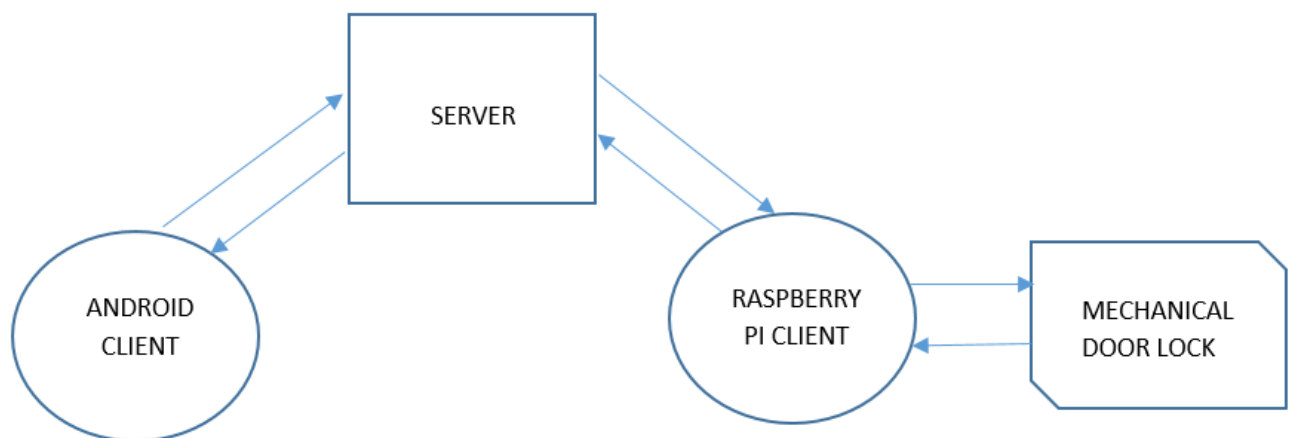 SERVER
ANDROID
CLIENT
RASPBERRY
PI CLIENT
MECHANICAL
DOOR LOCK